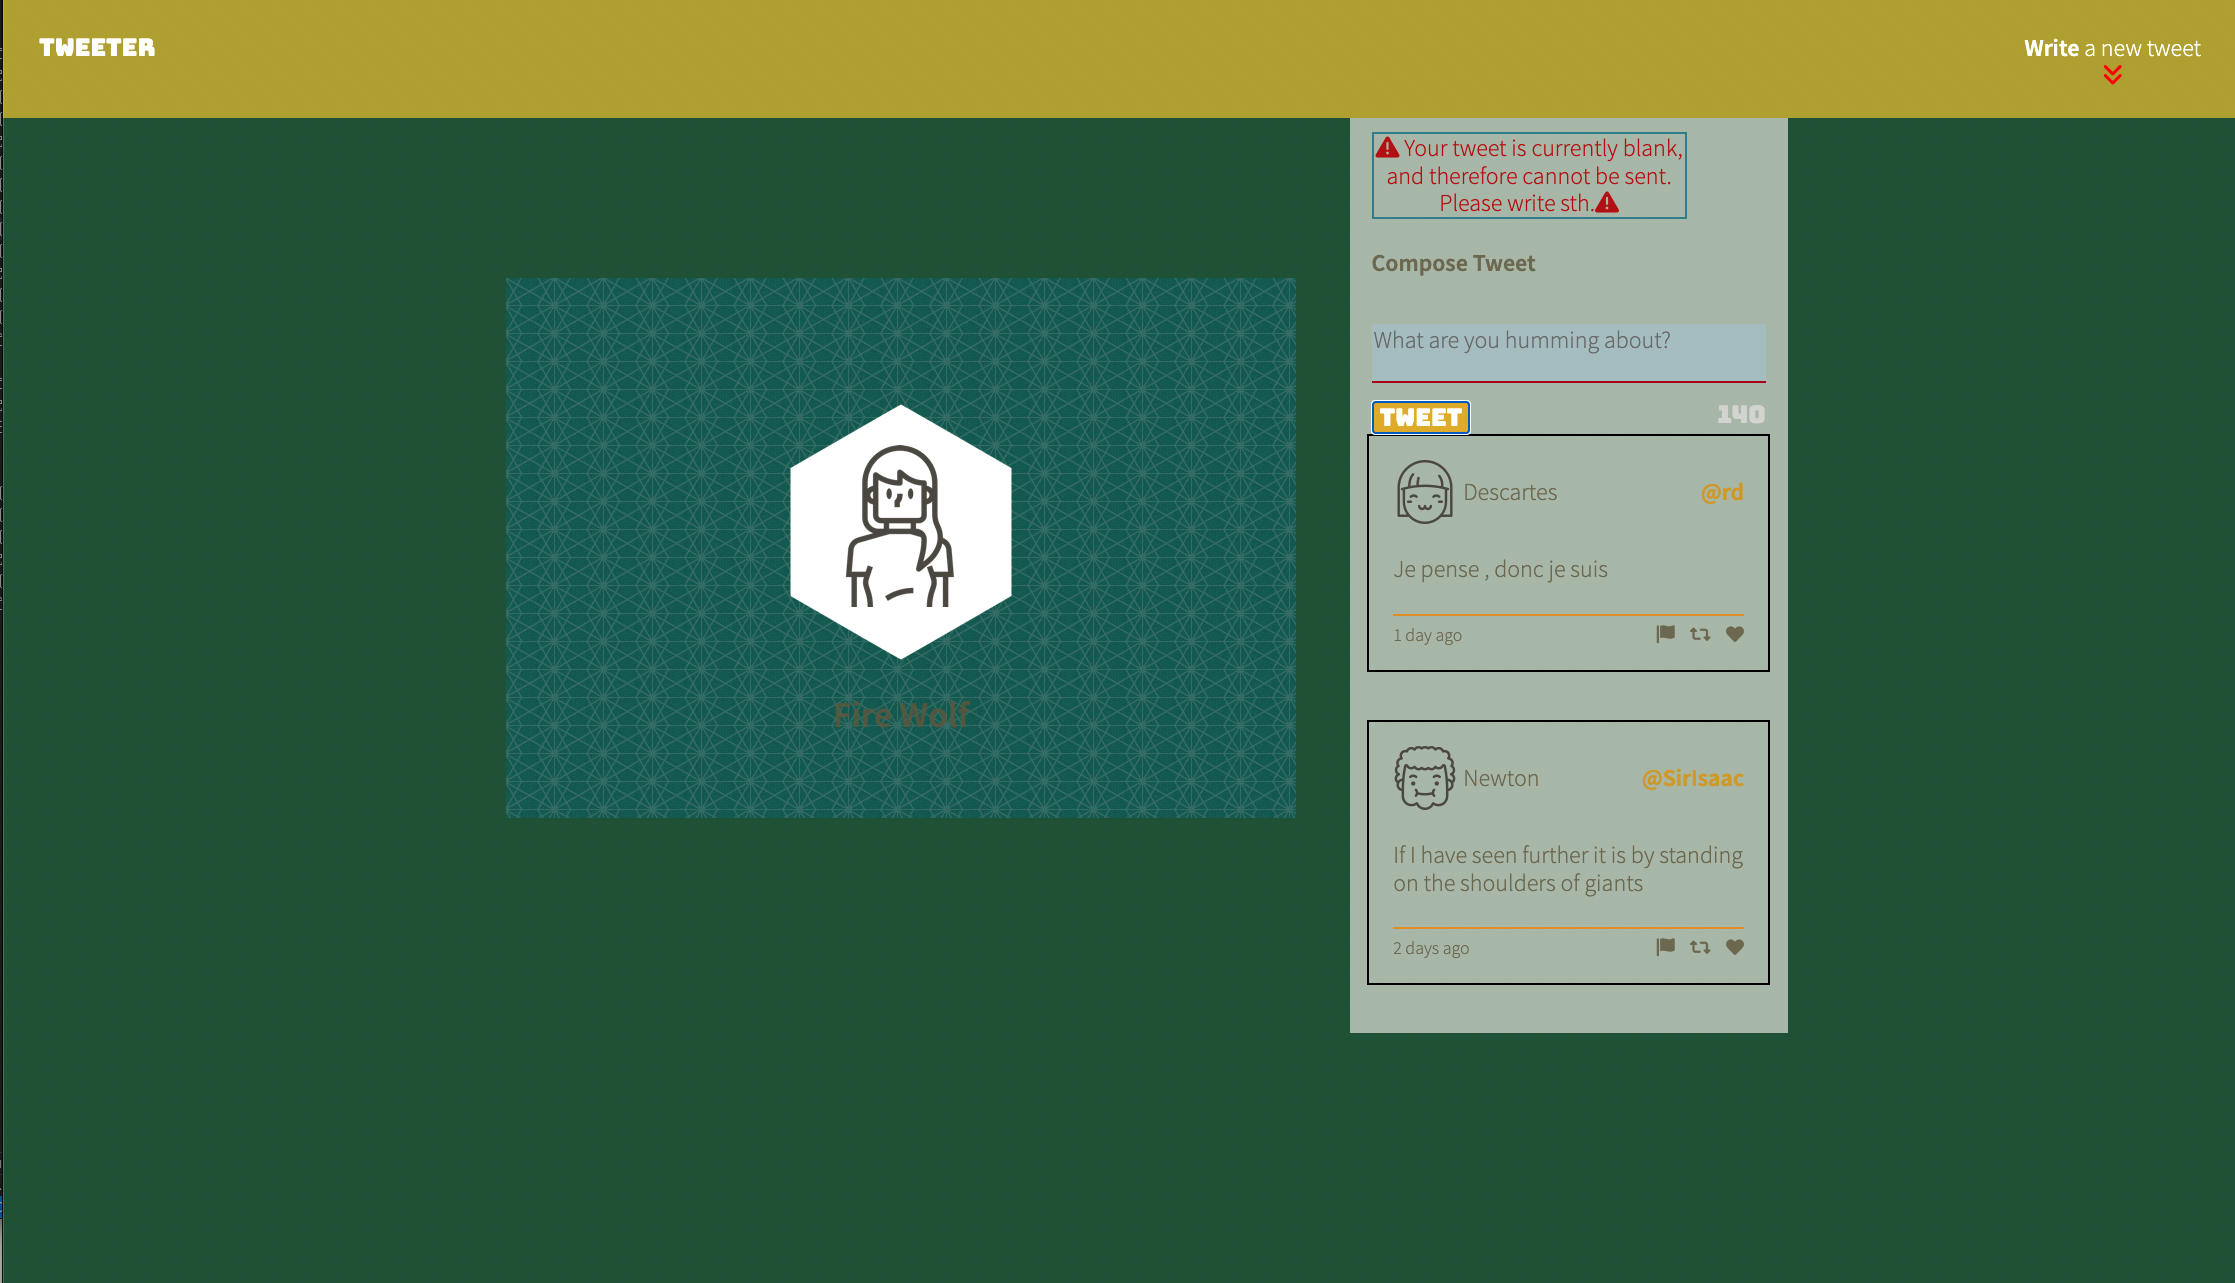 TWEETER
Write a new tweet
Your tweet is currently blank,
and therefore cannot be sent.
Please write sth.
Compose Tweet
What are you humming about?
TWEET
140
Fire Wolf
Descartes
@rd
Je pense , donc je suis
1 day ago
Newton
@SirIsaac
If I have seen further it is by standing
on the shoulders of giants
2 days ago